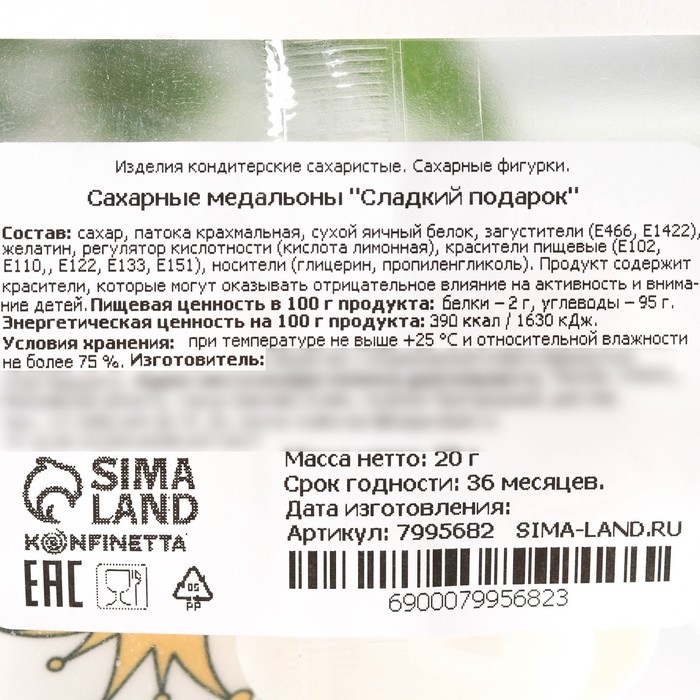 Изделия кондитерские сахаристые. Сахарные фигурки.
Сахарные медальоны "Сладкий подарок"
Состав: сахар, патока крахмальная, сухой яичный белок, загустители (Е466, Е1422),
желатин, регулятор кислотности (кислота лимонная), красители пищевые (Е102,
Е110,, Е122, Е133, Е151), носители (глицерин, пропиленгликоль). Продукт содержит
красители, которые могут оказывать отрицательное влияние на активность и внима-
ние детей. Пищевая ценность в 100 г продукта: белки – 2 г, углеводы – 95 г.
Энергетическая ценность на 100 г продукта: 390 ккал / 1630 кДж.
Условия хранения: при температуре не выше +25 °С и относительной влажности
не более 75 %. Изготовитель:
SIMA
LAND
KONFINETTA
EAC
05
PP
Масса нетто: 20 г
Срок годности: 36 месяцев.
Дата изготовления:
Артикул: 7995682 SIMA-LAND.RU
6900079956823